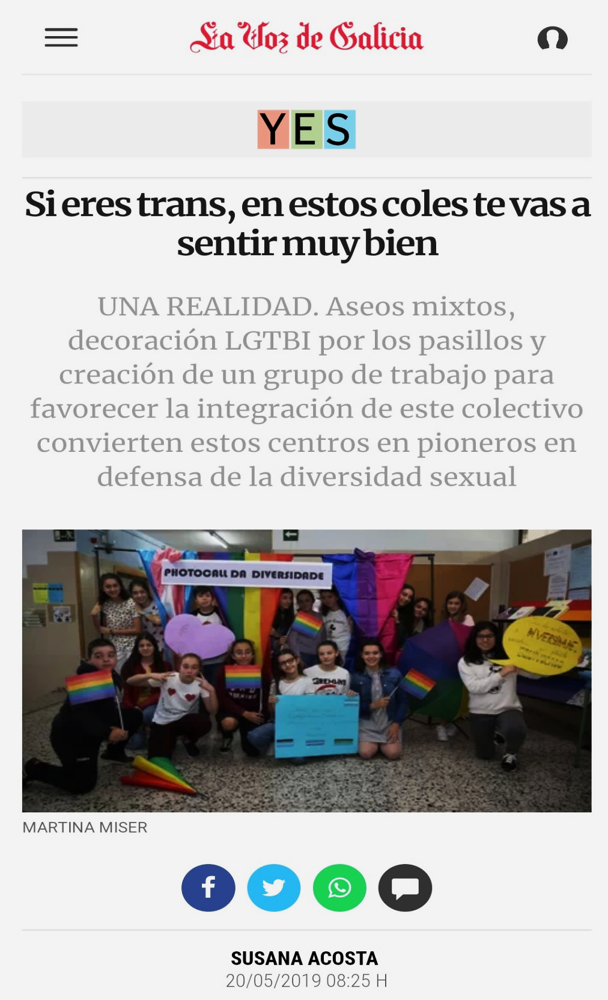 La Voz de Galicia
YES
Si eres trans, en estos coles te vas a
sentir muy bien
UNA REALIDAD. Aseos mixtos,
decoración LGTBI por los pasillos y
creación de un grupo de trabajo para
favorecer la integración de este colectivo
convierten estos centros en pioneros en
defensa de la diversidad sexual
PHOTOCALL DA DIVERSIDADE
GREMLINS
MARTINA MISER
SUSANA ACOSTA
20/05/2019 08:25 H